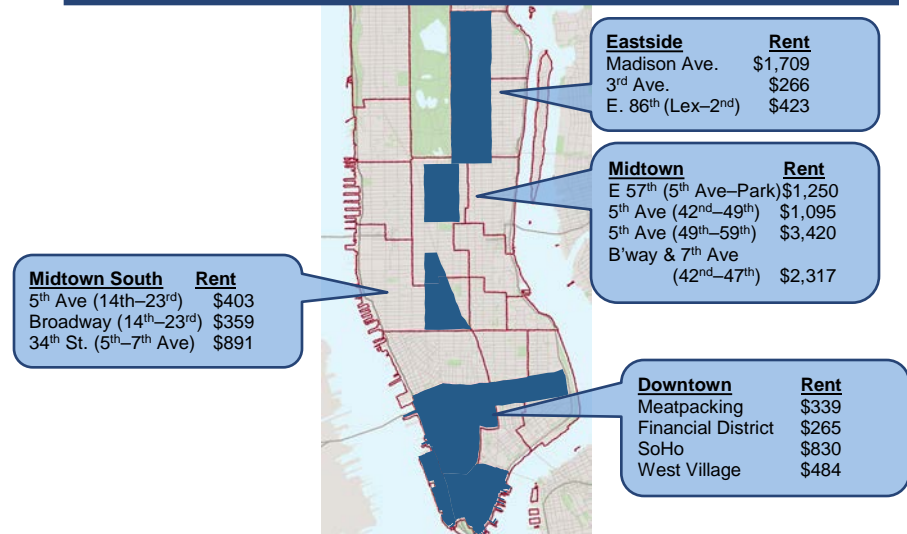 Eastside Rent
Madison Ave. $1,709
3rd Ave. $266
E. 86th (Lex–2nd) $423
Midtown Rent
E 57th (5th Ave–Park)$1,250
5th Ave (42nd–49th) $1,095
5th Ave (49th–59th) $3,420
B'way & 7th Ave
(42nd–47th) $2,317
Midtown South Rent
5th Ave (14th–23rd) $403
Broadway (14th–23rd) $359
34th St. (5th–7th Ave) $891
Downtown Rent
Meatpacking $339
Financial District $265
SoHo $830
West Village $484